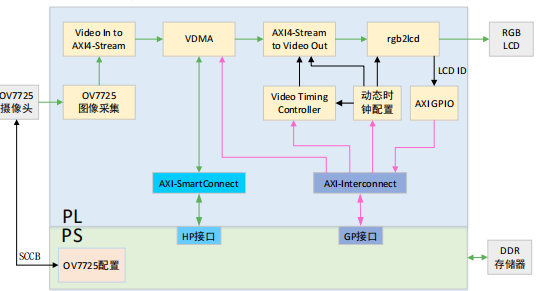 Video In to
AXI4-Stream
VDMA
AXI4-Stream
to Video Out
rgb2lcd
RGB
LCD
LCD ID
OV7725
摄像头
OV7725
图像采集
Video Timing
Controller
动态时
钟配置
AXI GPIO
AXI-SmartConnect
AXI-Interconnect
PL
PS
HP接口
GP接口
SCCB
OV7725配置
DDR
存储器